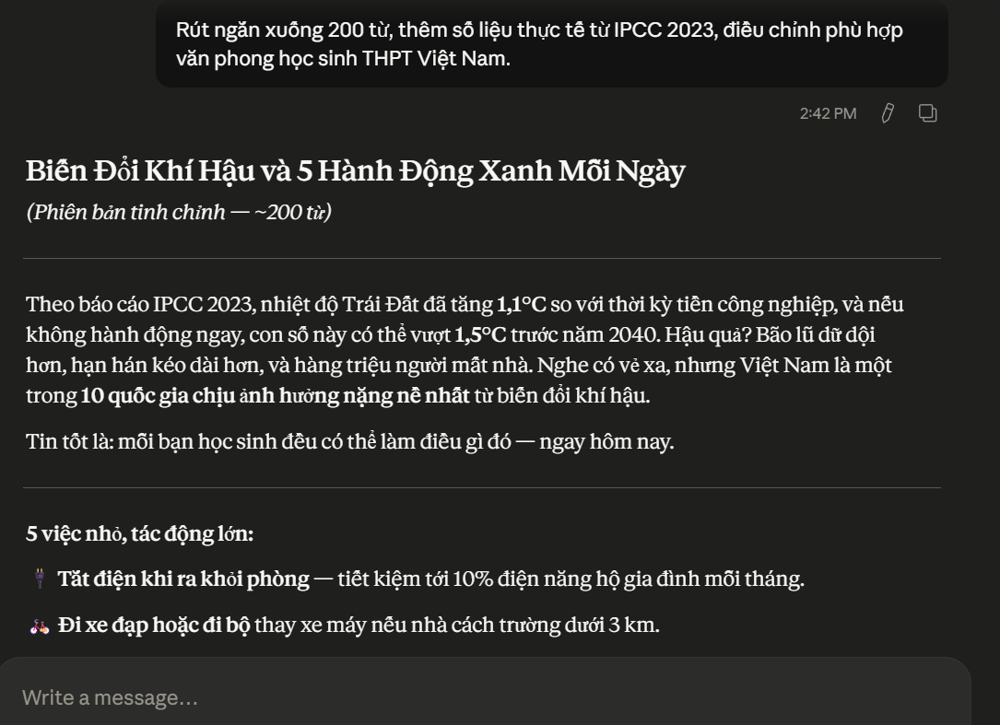 Rút ngắn xuống 200 từ, thêm số liệu thực tế từ IPCC 2023, điều chỉnh phù hợp
văn phong học sinh THPT Việt Nam.
2:42 PM
Biến Đổi Khí Hậu và 5 Hành Động Xanh Mỗi Ngày
(Phiên bản tinh chỉnh — ~200 từ)
Theo báo cáo IPCC 2023, nhiệt độ Trái Đất đã tăng 1,1°C so với thời kỳ tiền công nghiệp, và nếu
không hành động ngay, con số này có thể vượt 1,5°C trước năm 2040. Hậu quả? Bão lũ dữ dội
hơn, hạn hán kéo dài hơn, và hàng triệu người mất nhà. Nghe có vẻ xa, nhưng Việt Nam là một
trong 10 quốc gia chịu ảnh hưởng nặng nề nhất từ biến đổi khí hậu.
Tin tốt là: mỗi bạn học sinh đều có thể làm điều gì đó — ngay hôm nay.
5 việc nhỏ, tác động lớn:
Tắt điện khi ra khỏi phòng — tiết kiệm tới 10% điện năng hộ gia đình mỗi tháng.
Đi xe đạp hoặc đi bộ thay xe máy nếu nhà cách trường dưới 3 km.
Write a message...